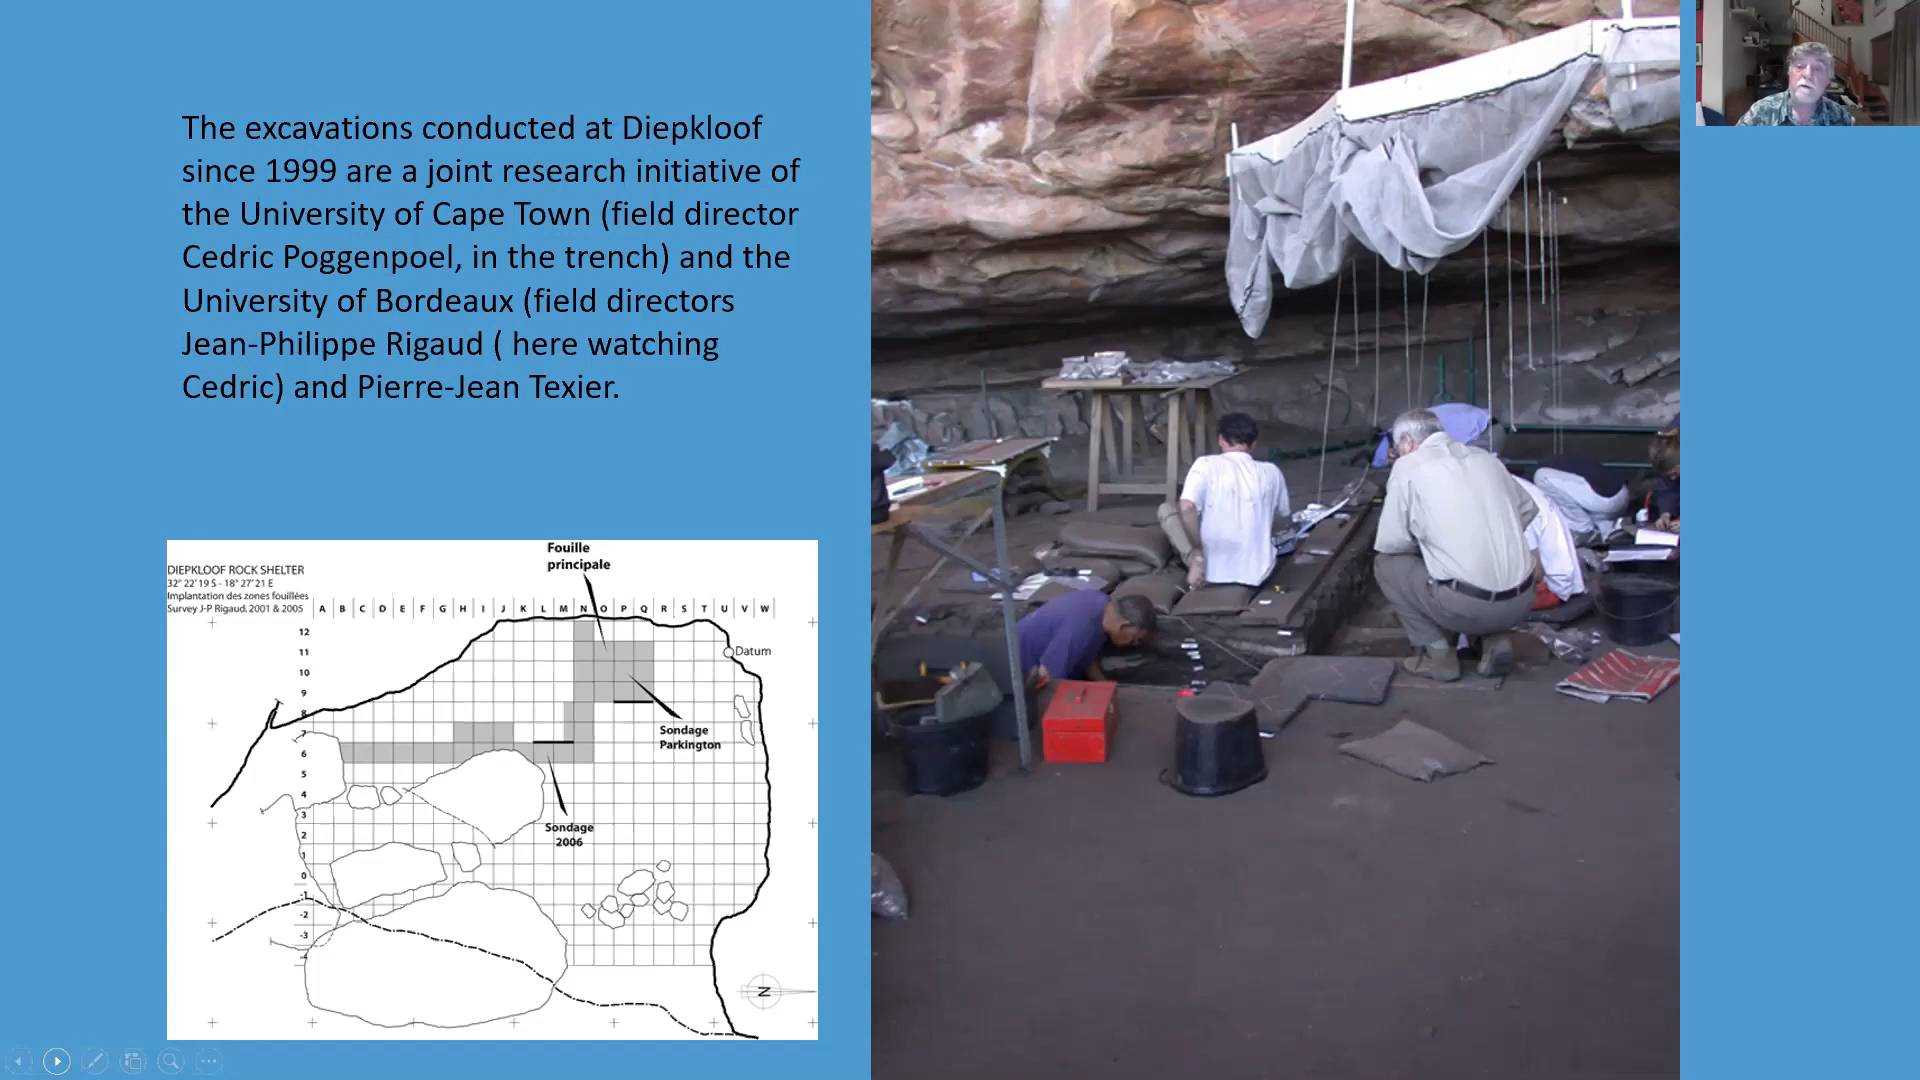 The excavations conducted at Diepkloof
since 1999 are a joint research initiative of
the University of Cape Town (field director
Cedric Poggenpoel, in the trench) and the
University of Bordeaux (field directors
Jean-Philippe Rigaud ( here watching
Cedric) and Pierre-Jean Texier.
Fouille
principale
DIEPKLOOF ROCK SHELTER
32° 22' 19 S - 18° 27' 21 E
Implantation des zones fouillées
Survey J-P Rigaud, 2001 & 2005
A B C D E F G H I J K L M N O P Q R S T U V W
12
11
10
9
8
7
6
5
4
3
2
1
0
-1
-2
-3
-4
Datum
Sondage
Parkington
Sondage
2006
N